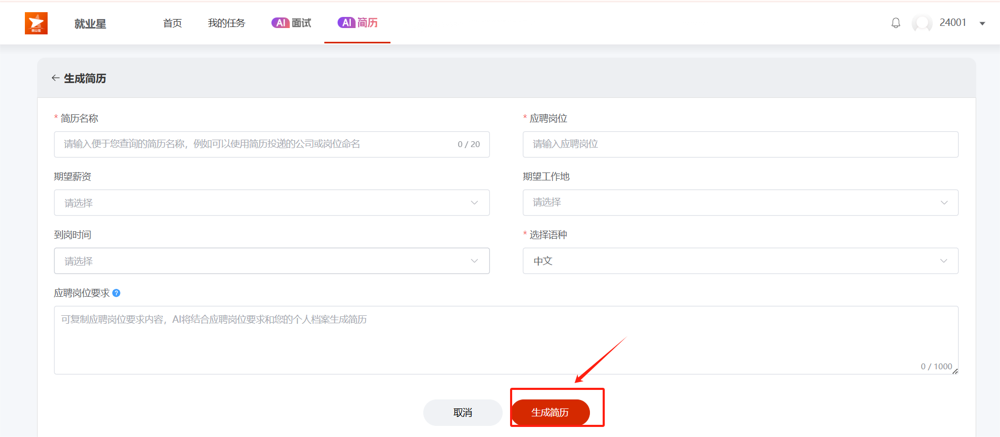 就业星
就业星
首页
我的任务
AI 面试
AI 简历
24001
← 生成简历
* 简历名称
* 应聘岗位
请输入便于您查询的简历名称，例如可以使用简历投递的公司或岗位命名
0 / 20
请输入应聘岗位
期望薪资
期望工作地
请选择
请选择
到岗时间
* 选择语种
请选择
中文
应聘岗位要求 ?
可复制应聘岗位要求内容，AI将结合应聘岗位要求和您的个人档案生成简历
0 / 1000
取消
生成简历